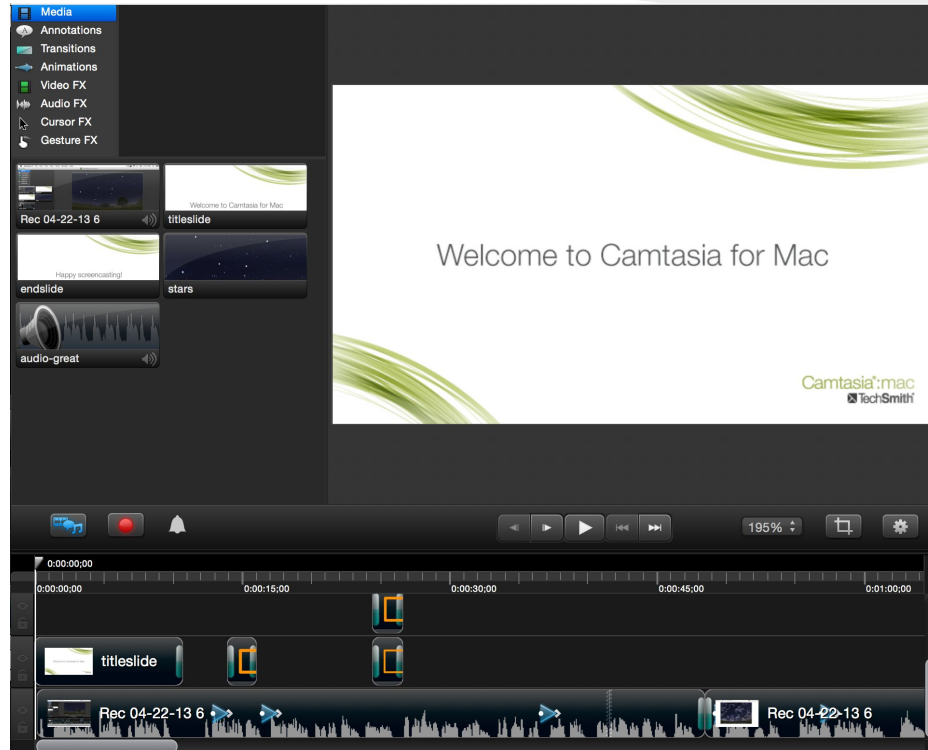 Media
Annotations
Transitions
Animations
Video FX
Audio FX
Cursor FX
Gesture FX
Welcome to Camtasia for Mac
Rec 04-22-13 6
titleslide
Happy screencasting!
endslide
stars
audio-great
Welcome to Camtasia for Mac
Camtasia:mac
TechSmith
195%
0:00:00;00
0:00:00;00 0:00:15;00 0:00:30;00 0:00:45;00 0:01:00;00
titleslide
Rec 04-22-13 6
Rec 04-22-13 6